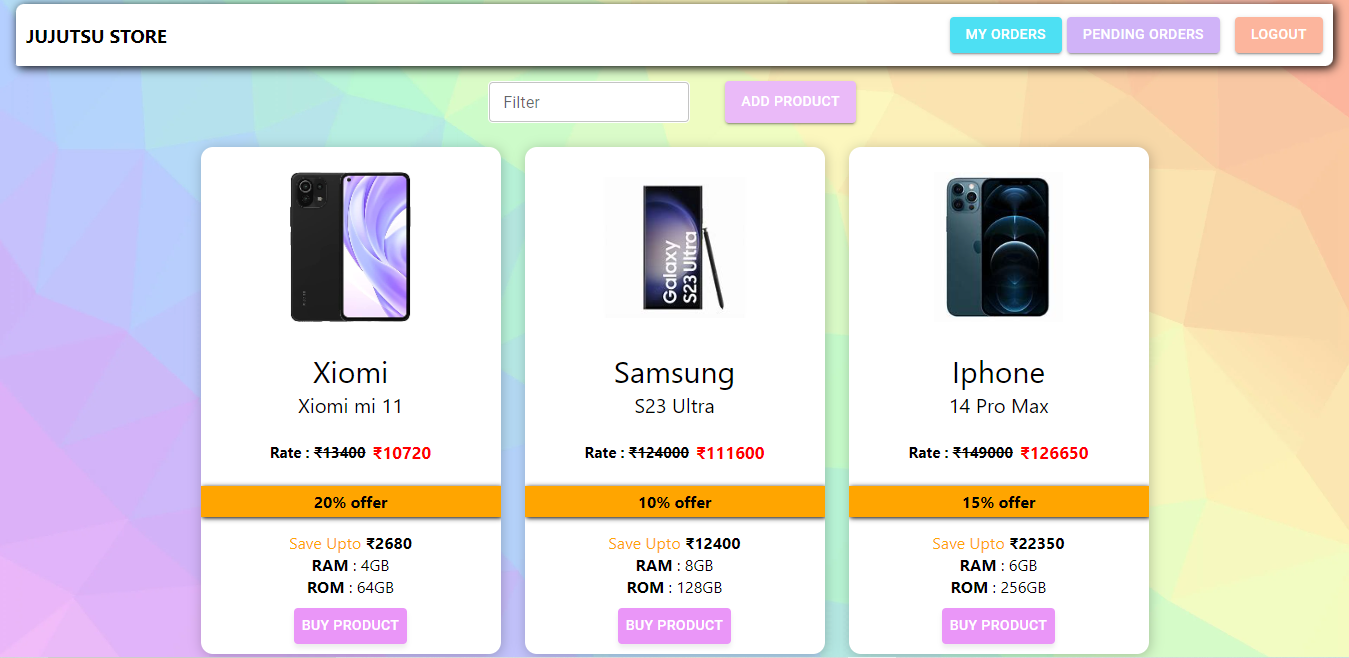 JUJUTSU STORE
MY ORDERS
PENDING ORDERS
LOGOUT
Filter
ADD PRODUCT
Galaxy
S23 Ultra
Xiomi
Xiomi mi 11
Rate : ₹13400 ₹10720
20% offer
Save Upto ₹2680
RAM : 4GB
ROM : 64GB
BUY PRODUCT
Samsung
S23 Ultra
Rate : ₹124000 ₹111600
10% offer
Save Upto ₹12400
RAM : 8GB
ROM : 128GB
BUY PRODUCT
Iphone
14 Pro Max
Rate : ₹149000 ₹126650
15% offer
Save Upto ₹22350
RAM : 6GB
ROM : 256GB
BUY PRODUCT